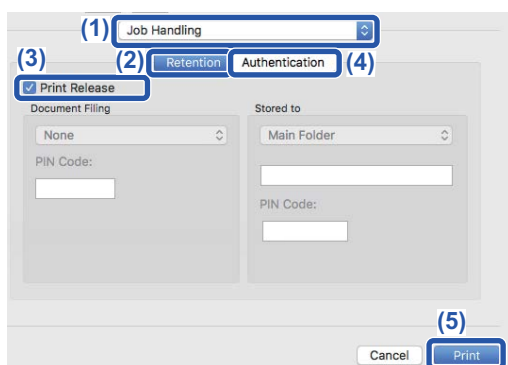 (1) Job Handling
(3) (2) Retention Authentication (4)
Print Release
Document Filing Stored to
None Main Folder
PIN Code:
PIN Code:
(5)
Cancel Print